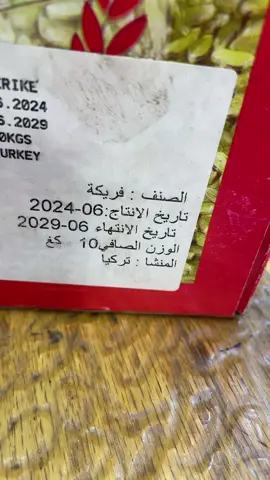 ERIKE
6.2024
6.2029
0KGS
TURKEY
الصنف : فريكة
تاريخ الانتاج:06-2024
تاريخ الانتهاء 06-2029
الوزن الصافي10 كغ
المنشا : تركيا